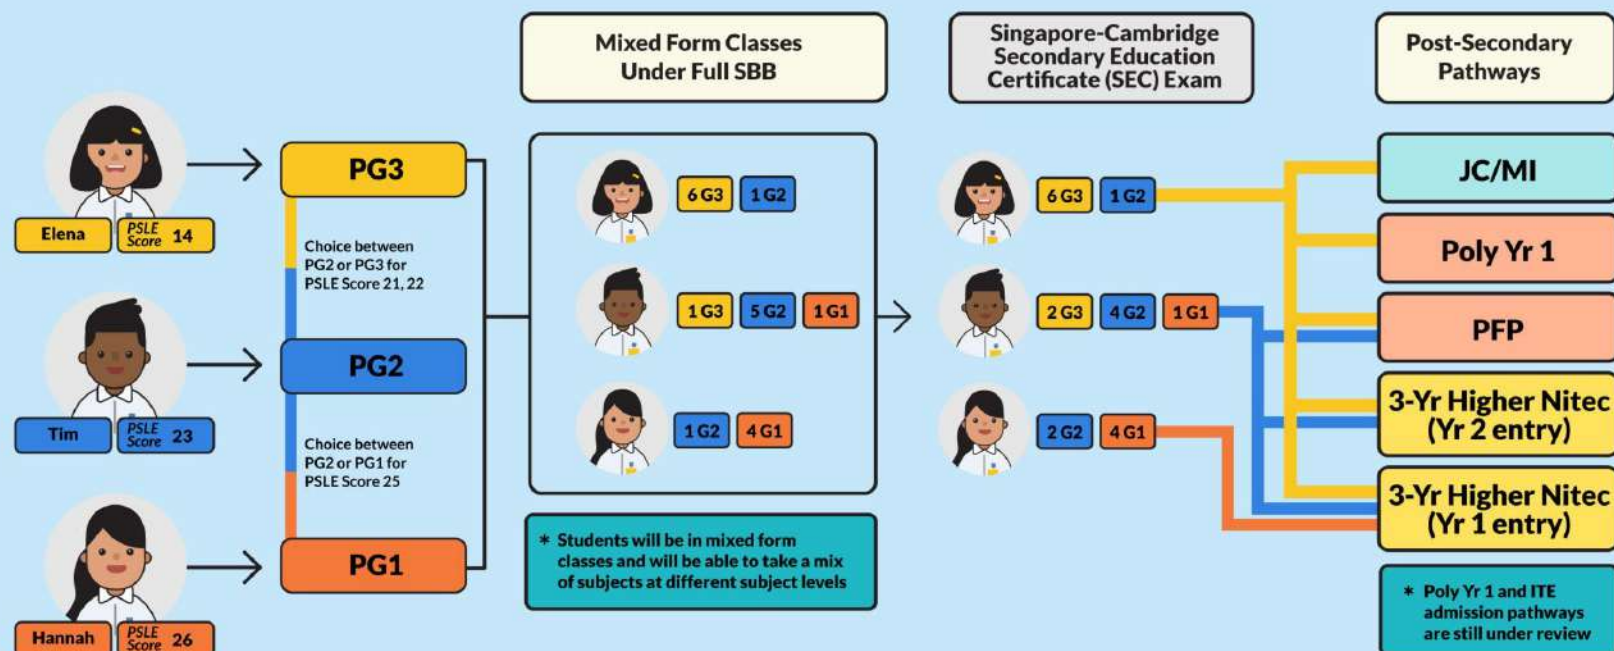 Mixed Form Classes
Under Full SBB
Singapore-Cambridge
Secondary Education
Certificate (SEC) Exam
Post-Secondary
Pathways
Elena
PSLE
Score 14
PG3
Choice between
PG2 or PG3 for
PSLE Score 21, 22
Tim
PSLE
Score 23
PG2
Choice between
PG2 or PG1 for
PSLE Score 25
Hannah
PSLE
Score 26
PG1
6 G3 1 G2
1 G3 5 G2 1 G1
1 G2 4 G1
* Students will be in mixed form
classes and will be able to take a mix
of subjects at different subject levels
6 G3 1 G2
2 G3 4 G2 1 G1
2 G2 4 G1
JC/MI
Poly Yr 1
PFP
3-Yr Higher Nitec
(Yr 2 entry)
3-Yr Higher Nitec
(Yr 1 entry)
* Poly Yr 1 and ITE
admission pathways
are still under review